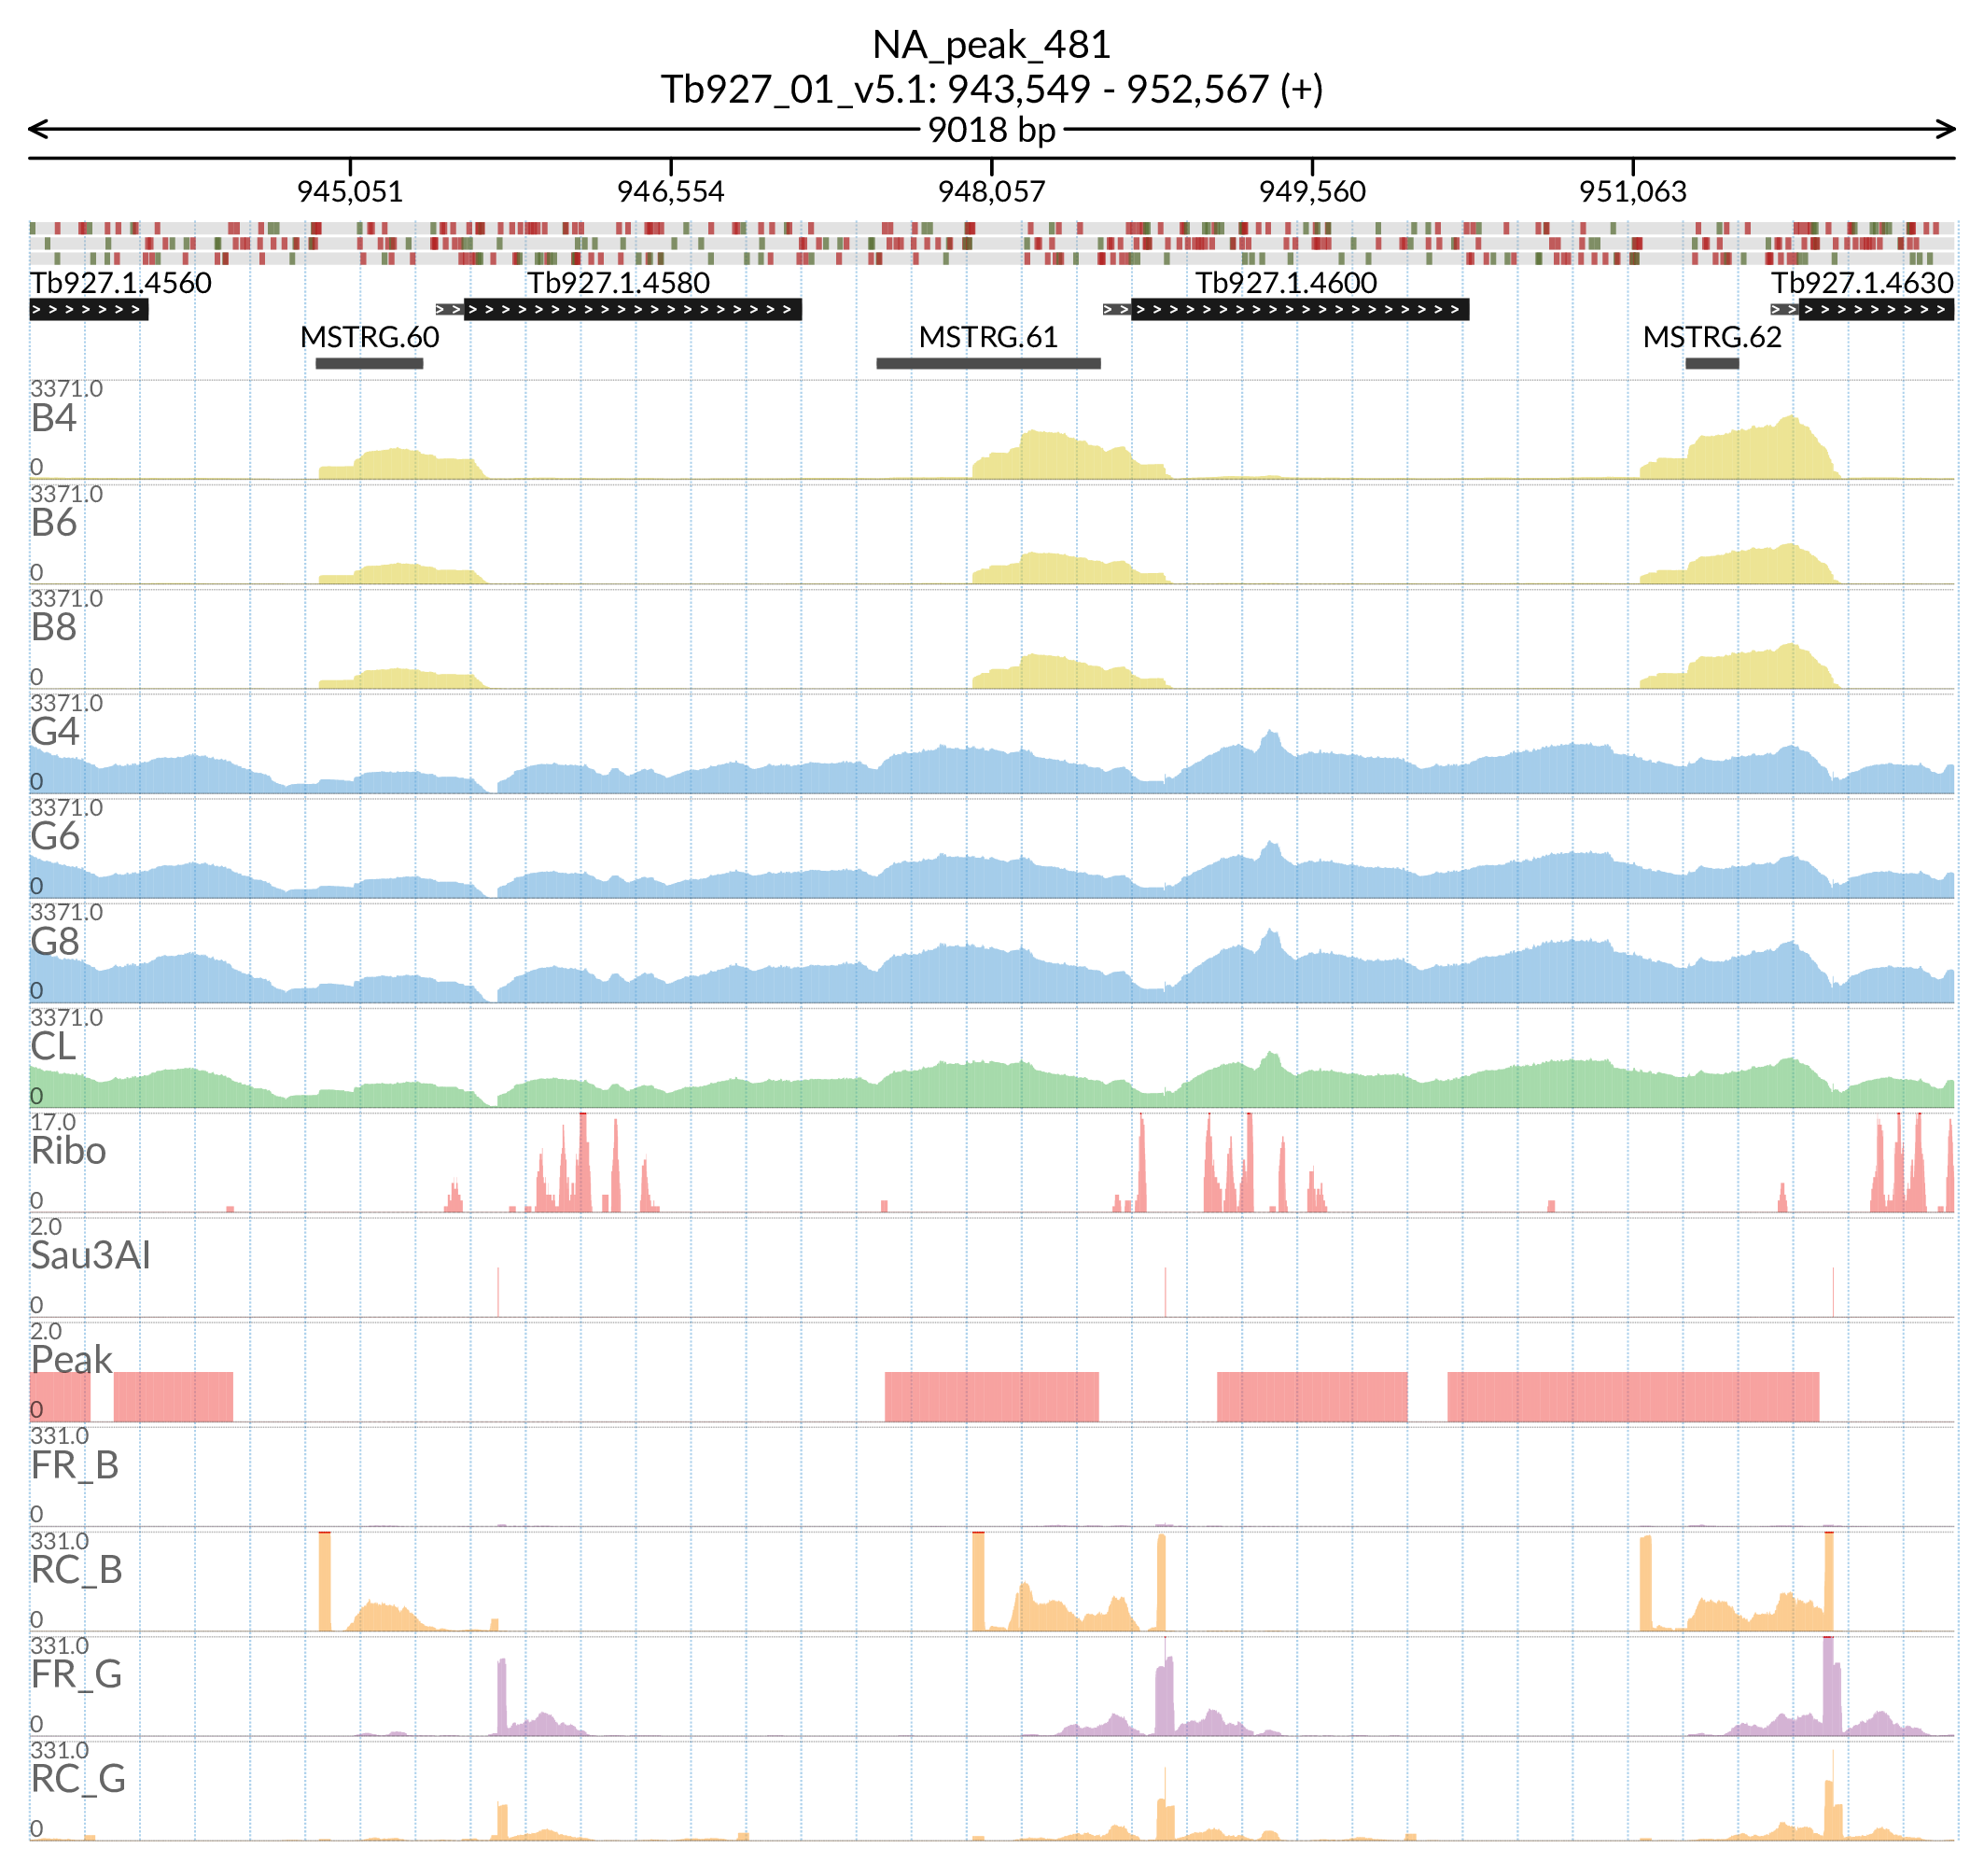 NA_peak_481
Tb927_01_v5.1: 943,549 - 952,567 (+)
9018 bp
945,051 946,554 948,057 949,560 951,063
Tb927.1.4560 Tb927.1.4580 Tb927.1.4600 Tb927.1.4630
MSTRG.60 MSTRG.61 MSTRG.62
3371.0
B4
0
3371.0
B6
0
3371.0
B8
0
3371.0
G4
0
3371.0
G6
0
3371.0
G8
0
3371.0
CL
0
17.0
Ribo
0
2.0
Sau3AI
0
2.0
Peak
0
331.0
FR_B
0
331.0
RC_B
0
331.0
FR_G
0
331.0
RC_G
0